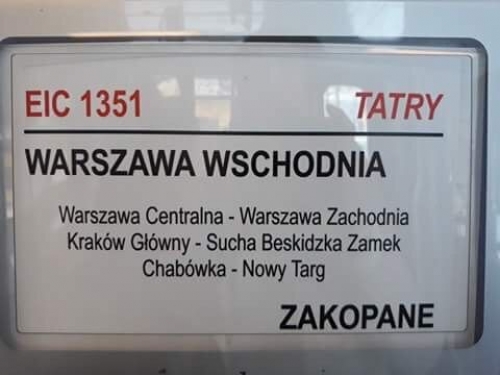 EIC 1351 TATRY
WARSZAWA WSCHODNIA
Warszawa Centralna - Warszawa Zachodnia
Kraków Główny - Sucha Beskidzka Zamek
Chabówka - Nowy Targ
ZAKOPANE